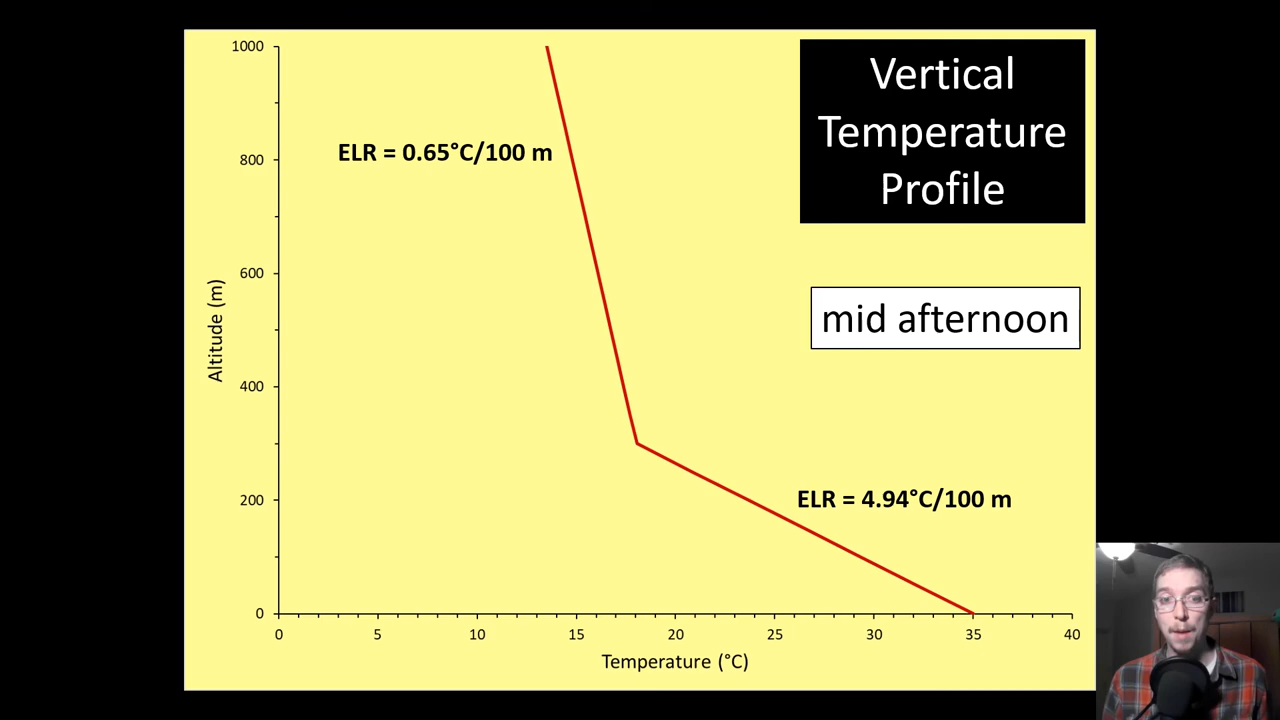 Vertical
Temperature
Profile
mid afternoon
ELR = 0.65°C/100 m
ELR = 4.94°C/100 m
Altitude (m)
1000
800
600
400
200
0
0 5 10 15 20 25 30 35 40
Temperature (°C)